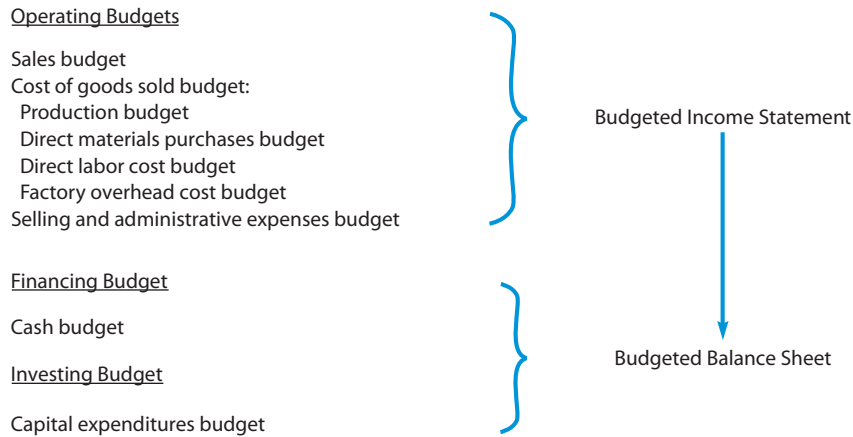 Operating Budgets
Sales budget
Cost of goods sold budget:
Production budget
Direct materials purchases budget
Direct labor cost budget
Factory overhead cost budget
Selling and administrative expenses budget
Budgeted Income Statement
Financing Budget
Cash budget
Investing Budget
Capital expenditures budget
Budgeted Balance Sheet